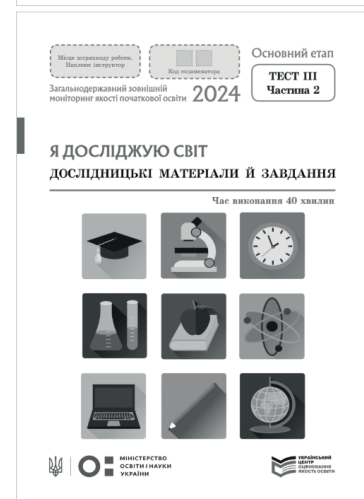 Місце штрихкоду роботи.
Наклеює інструктор
Код екзаменатора
Основний етап
ТЕСТ ІІІ
Частина 2
Загальнодержавний зовнішній
моніторинг якості початкової освіти 2024
Я ДОСЛІДЖУЮ СВІТ
ДОСЛІДНИЦЬКІ МАТЕРІАЛИ Й ЗАВДАННЯ
Час виконання 40 хвилин
МІНІСТЕРСТВО
ОСВІТИ І НАУКИ
УКРАЇНИ
УКРАЇНСЬКИЙ
ЦЕНТР
ОЦІНЮВАННЯ
ЯКОСТІ ОСВІТИ